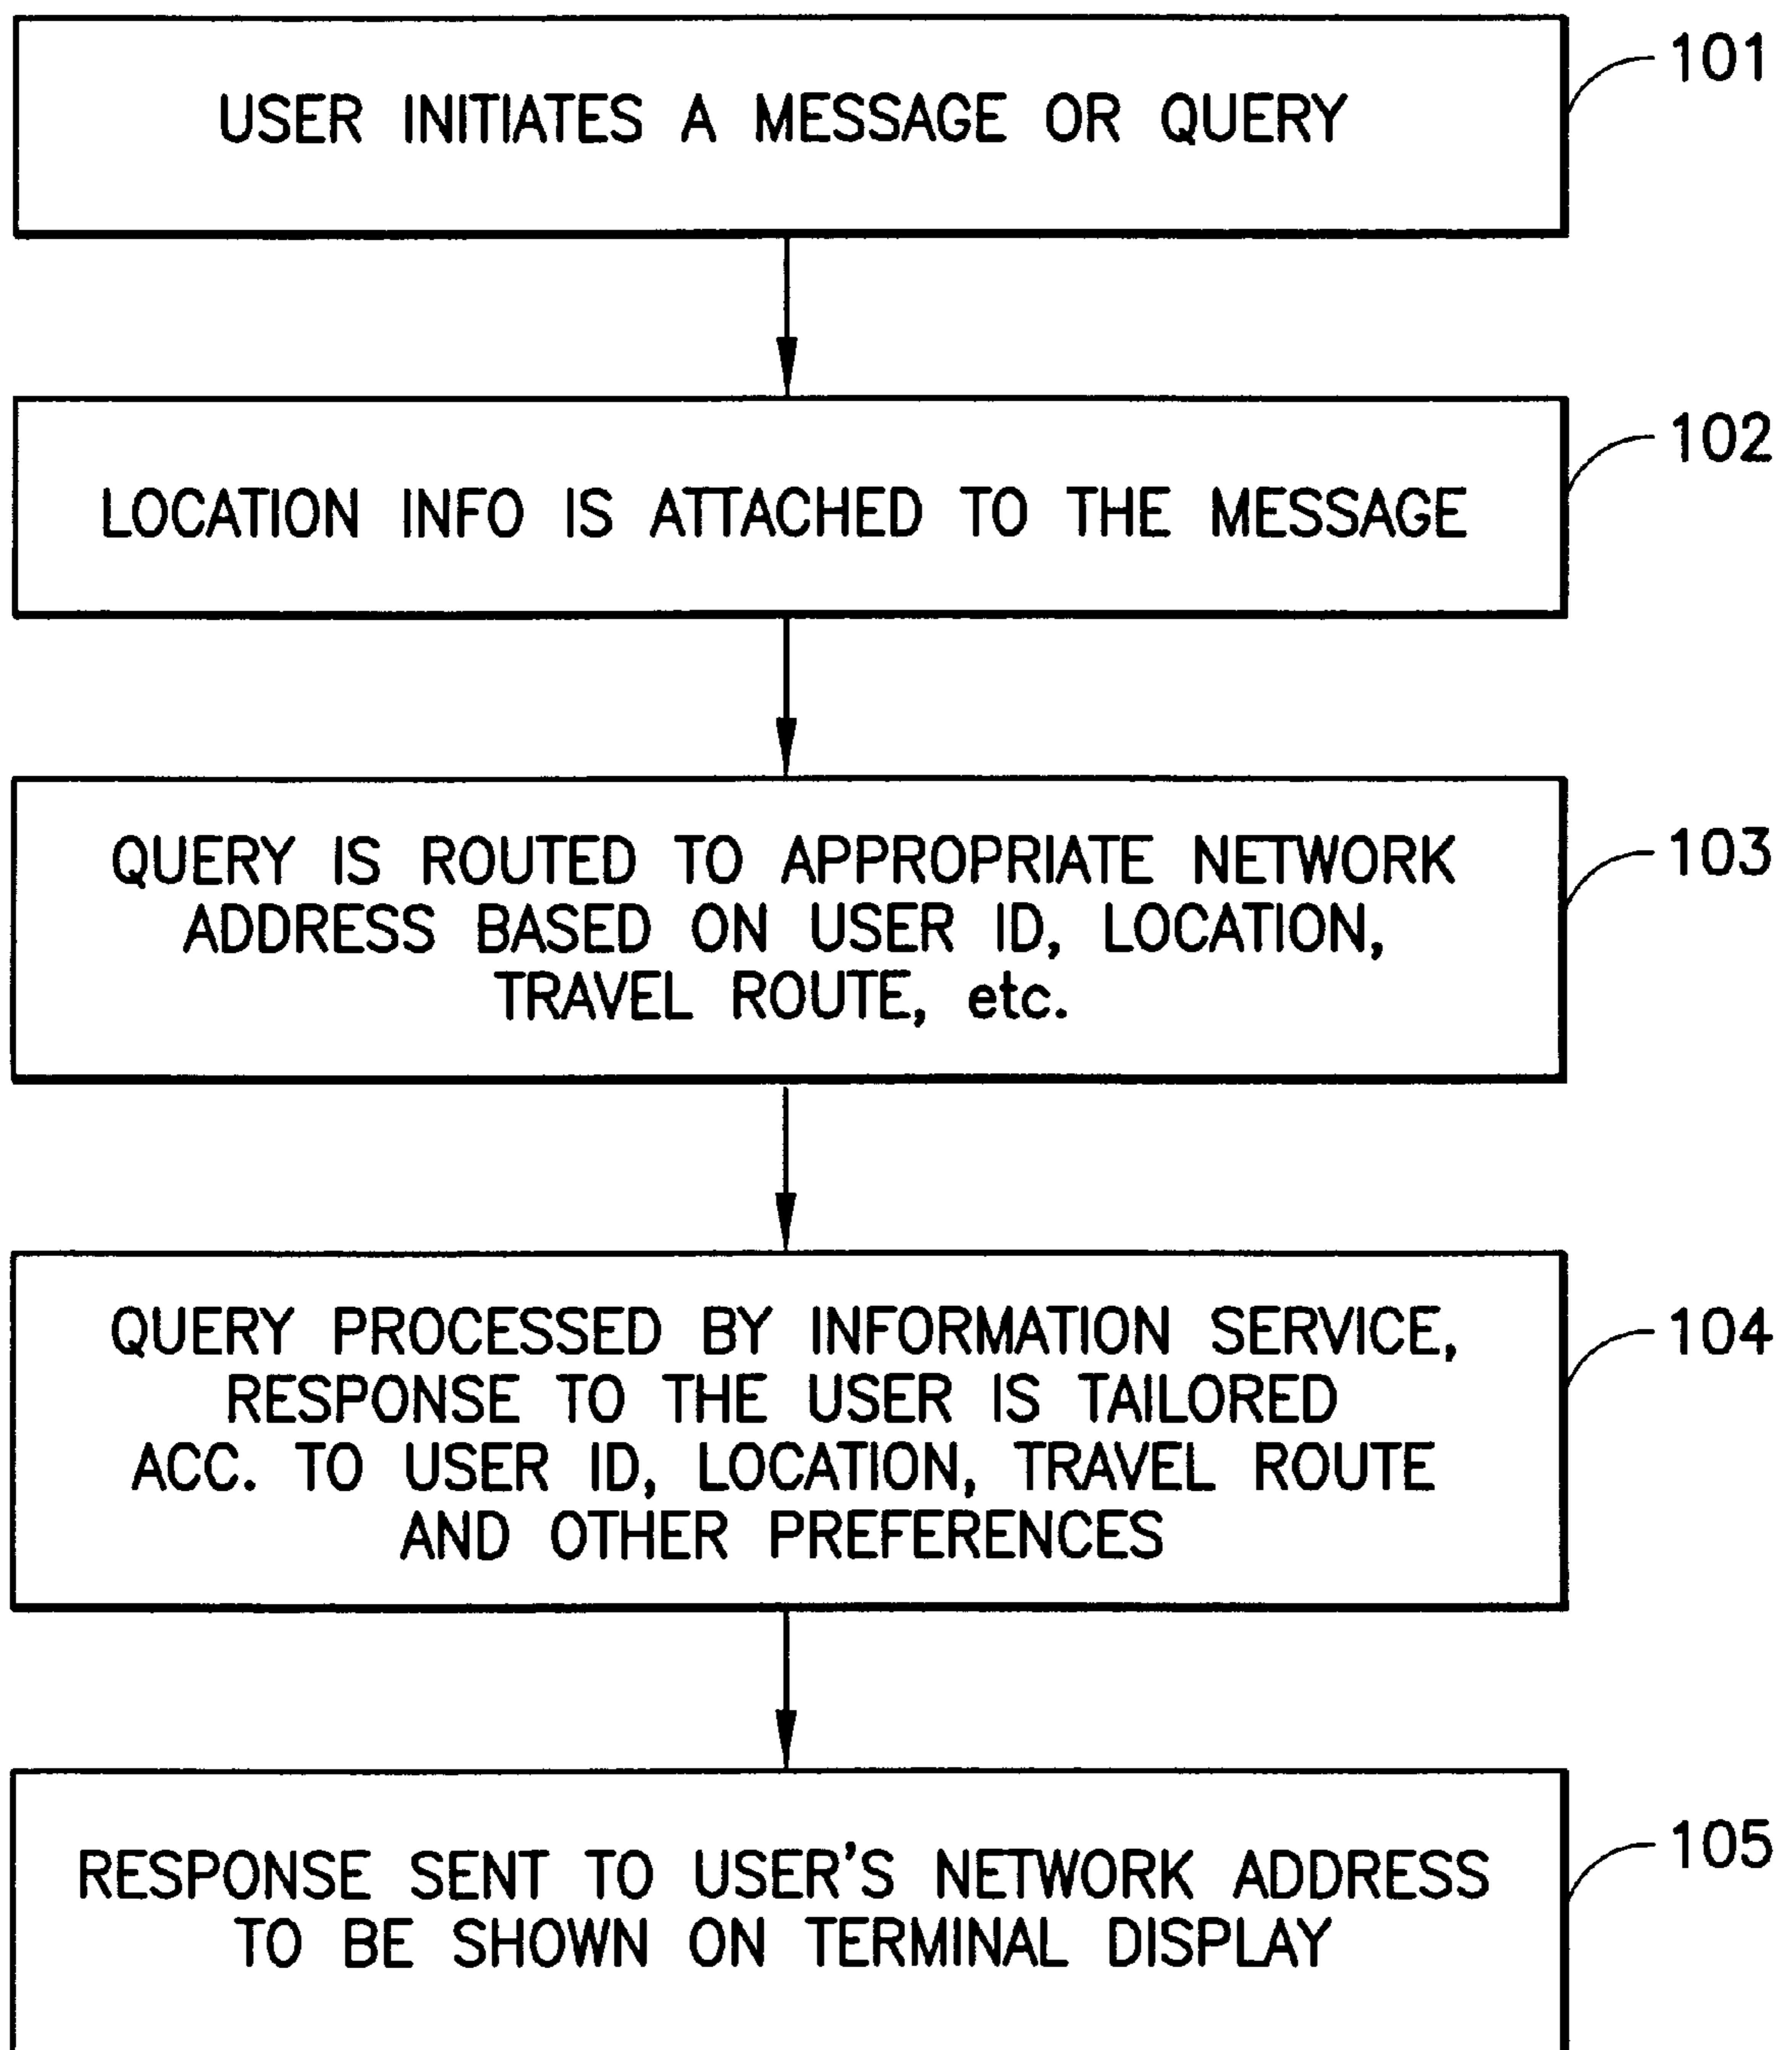 101
USER INITIATES A MESSAGE OR QUERY
102
LOCATION INFO IS ATTACHED TO THE MESSAGE
103
QUERY IS ROUTED TO APPROPRIATE NETWORK
ADDRESS BASED ON USER ID, LOCATION,
TRAVEL ROUTE, etc.
104
QUERY PROCESSED BY INFORMATION SERVICE,
RESPONSE TO THE USER IS TAILORED
ACC. TO USER ID, LOCATION, TRAVEL ROUTE
AND OTHER PREFERENCES
105
RESPONSE SENT TO USER'S NETWORK ADDRESS
TO BE SHOWN ON TERMINAL DISPLAY